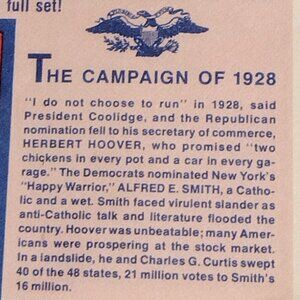 full set!
THE CAMPAIGN OF 1928
"I do not choose to run" in 1928, said
President Coolidge, and the Republican
nomination fell to his secretary of commerce,
HERBERT HOOVER, who promised "two
chickens in every pot and a car in every ga-
rage." The Democrats nominated New York's
"Happy Warrior," ALFRED E. SMITH, a Catho-
lic and a wet. Smith faced virulent slander as
anti-Catholic talk and literature flooded the
country. Hoover was unbeatable; many Amer-
icans were prospering at the stock market.
In a landslide, he and Charles G. Curtis swept
40 of the 48 states, 21 million votes to Smith's
16 million.